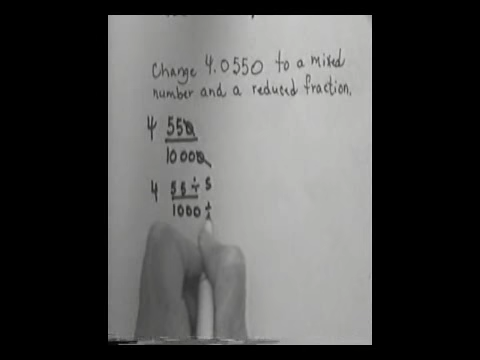 Change 4.0550 to a mixed
number and a reduced fraction.
4 550
10000
4 55 ÷ 5
1000 ÷